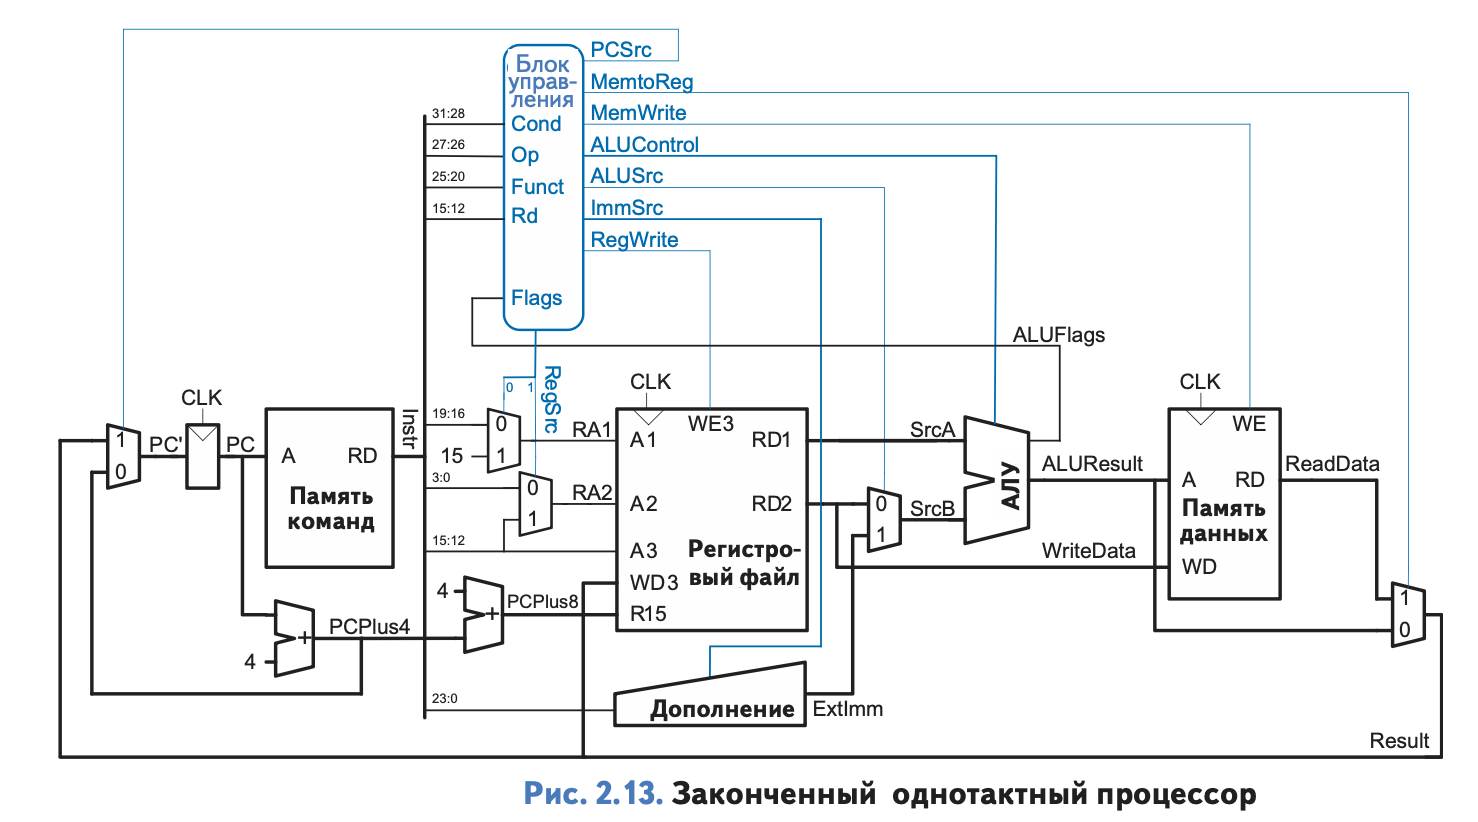 PCSrc
Блок
управ-
ления
MemtoReg
MemWrite
31:28
Cond
ALUControl
27:26
Op
ALUSrc
25:20
Funct
ImmSrc
15:12
Rd
RegWrite
Flags
ALUFlags
0 1
RegSrc
CLK
CLK
CLK
Instr
19:16
0
15
1
RA1
A1
WE3
RD1
SrcA
WE
1
0
PC'
PC
A
RD
Память
команд
3:0
0
1
RA2
A2
RD2
0
1
SrcB
АЛУ
ALUResult
A
RD
ReadData
Память
данных
15:12
A3
Регистро-
вый файл
WriteData
WD
WD3
4
+
PCPlus8
R15
1
0
PCPlus4
+
4
23:0
Дополнение
ExtImm
Result
Рис. 2.13. Законченный однотактный процессор